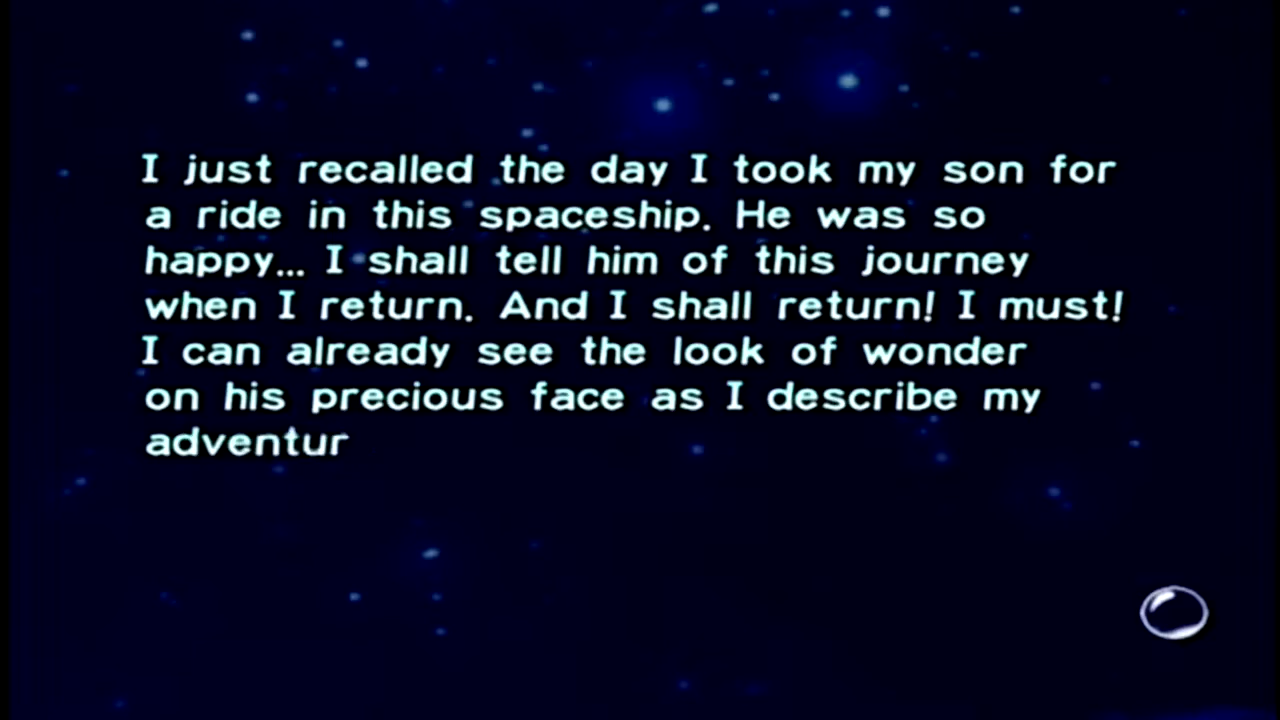 I just recalled the day I took my son for
a ride in this spaceship. He was so
happy... I shall tell him of this journey
when I return. And I shall return! I must!
I can already see the look of wonder
on his precious face as I describe my
adventur